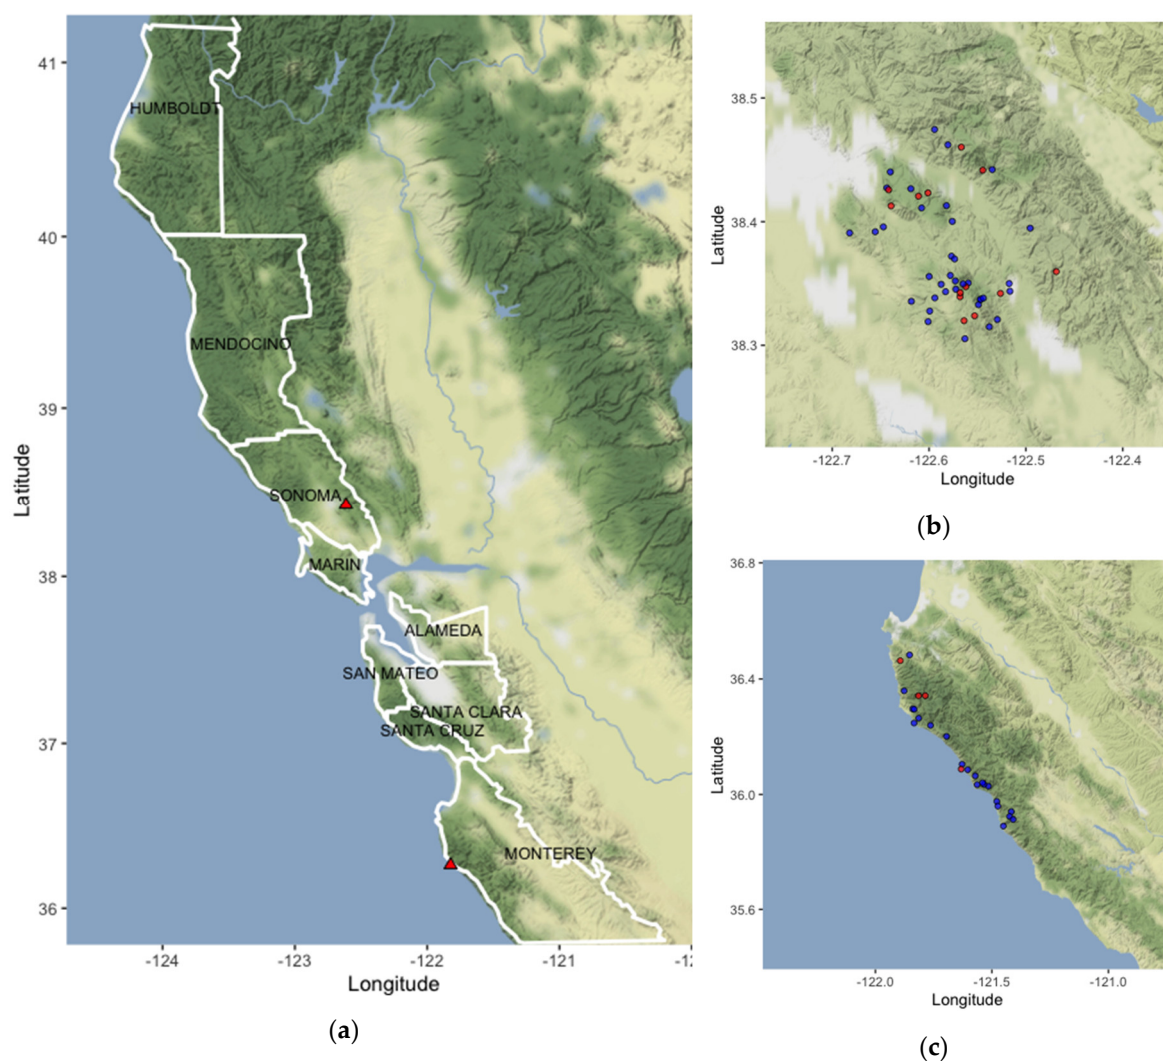 41
40
39
38
37
36
Latitude
HUMBOLDT
MENDOCINO
SONOMA
MARIN
ALAMEDA
SAN MATEO
SANTA CLARA
SANTA CRUZ
MONTEREY
-124
-123
-122
-121
-12
Longitude
(a)
38.5
38.4
38.3
Latitude
-122.7
-122.6
-122.5
-122.4
Longitude
(b)
36.8
36.4
36.0
35.6
Latitude
-122.0
-121.5
-121.0
Longitude
(c)